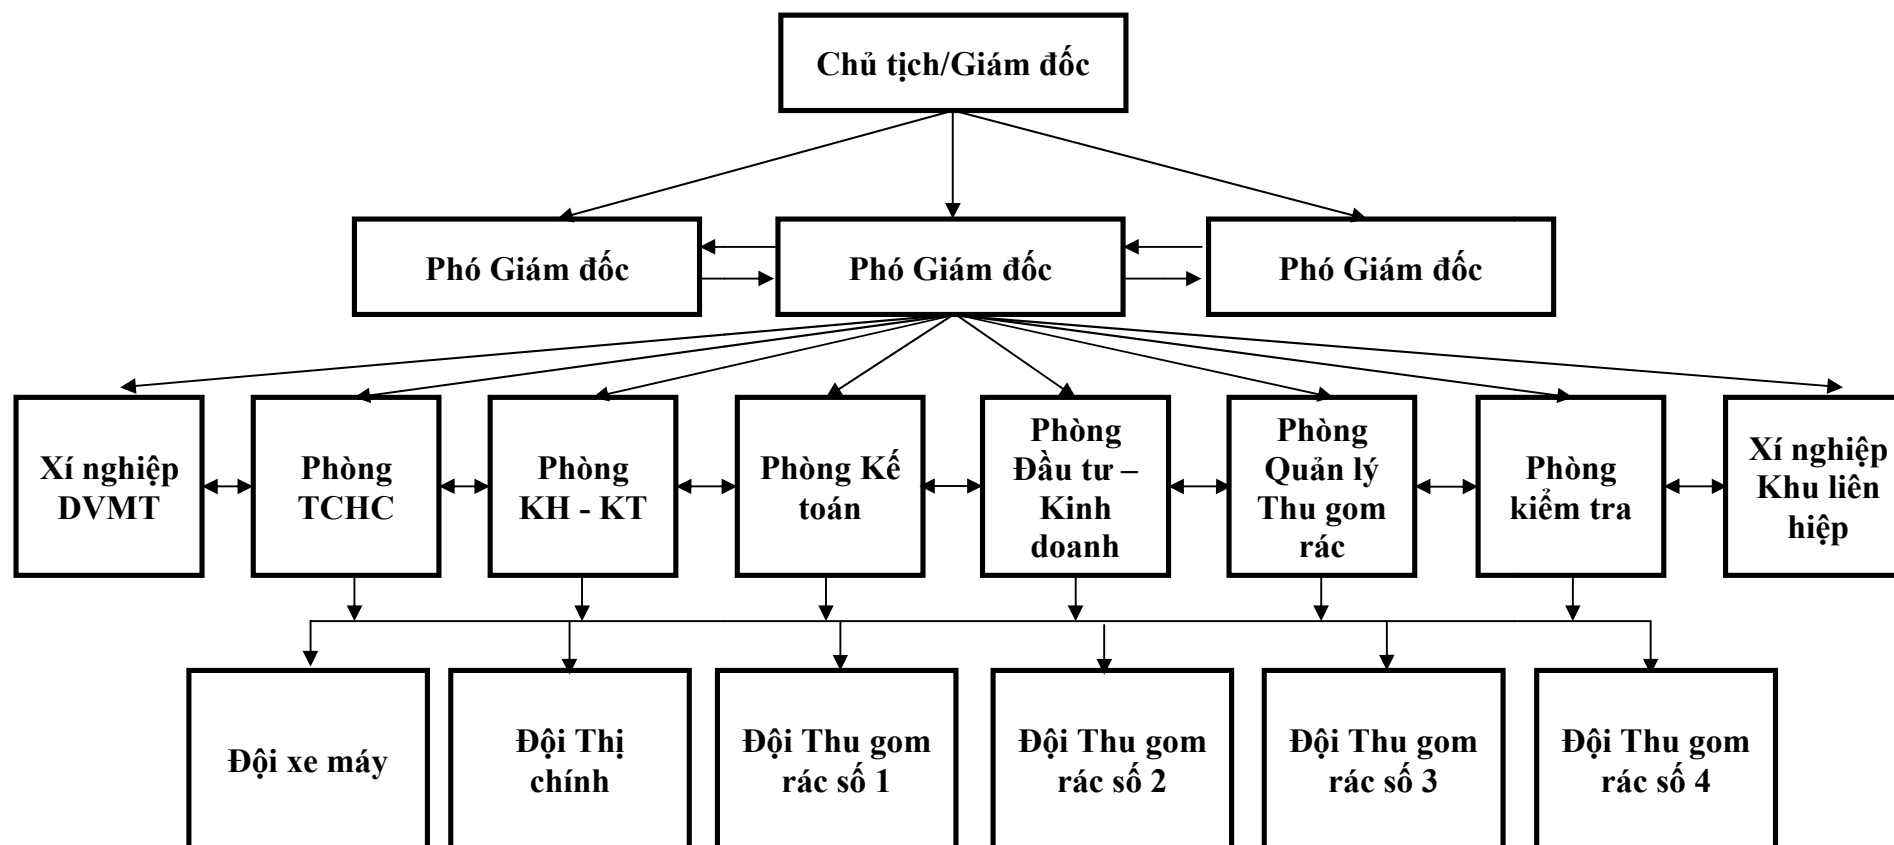 Chủ tịch/Giám đốc
Phó Giám đốc
Phó Giám đốc
Phó Giám đốc
Xí nghiệp
DVMT
Phòng
TCHC
Phòng
KH - KT
Phòng Kế
toán
Phòng
Đầu tư –
Kinh
doanh
Phòng
Quản lý
Thu gom
rác
Phòng
kiểm tra
Xí nghiệp
Khu liên
hiệp
Đội xe máy
Đội Thị
chính
Đội Thu gom
rác số 1
Đội Thu gom
rác số 2
Đội Thu gom
rác số 3
Đội Thu gom
rác số 4